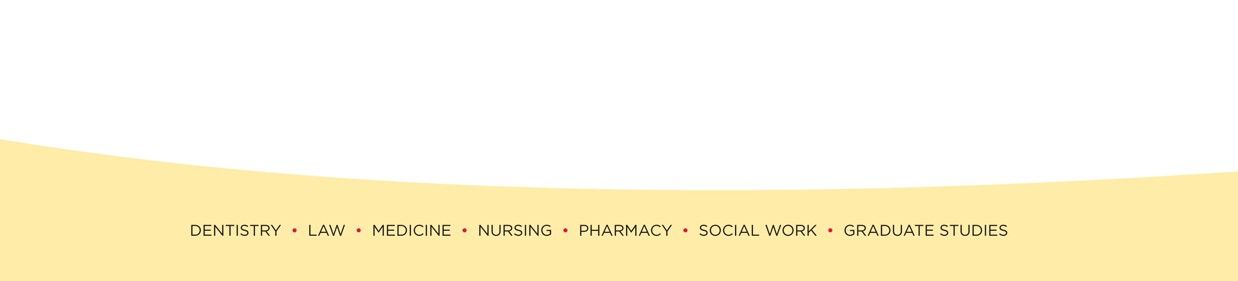 DENTISTRY • LAW • MEDICINE • NURSING • PHARMACY • SOCIAL WORK • GRADUATE STUDIES